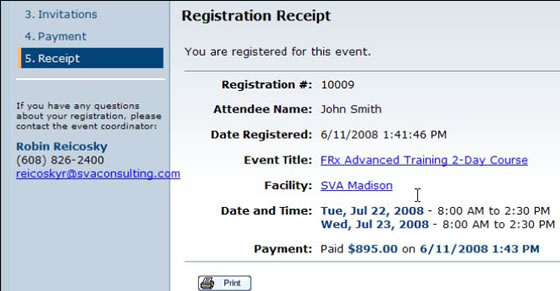 3. Invitations
4. Payment
5. Receipt
If you have any questions
about your registration, please
contact the event coordinator:
Robin Reicosky
(608) 826-2400
reicoskyr@svaconsulting.com
Registration Receipt
You are registered for this event.
Registration #: 10009
Attendee Name: John Smith
Date Registered: 6/11/2008 1:41:46 PM
Event Title: FRx Advanced Training 2-Day Course
Facility: SVA Madison
Date and Time: Tue, Jul 22, 2008 - 8:00 AM to 2:30 PM
Wed, Jul 23, 2008 - 8:00 AM to 2:30 PM
Payment: Paid $895.00 on 6/11/2008 1:43 PM
Print